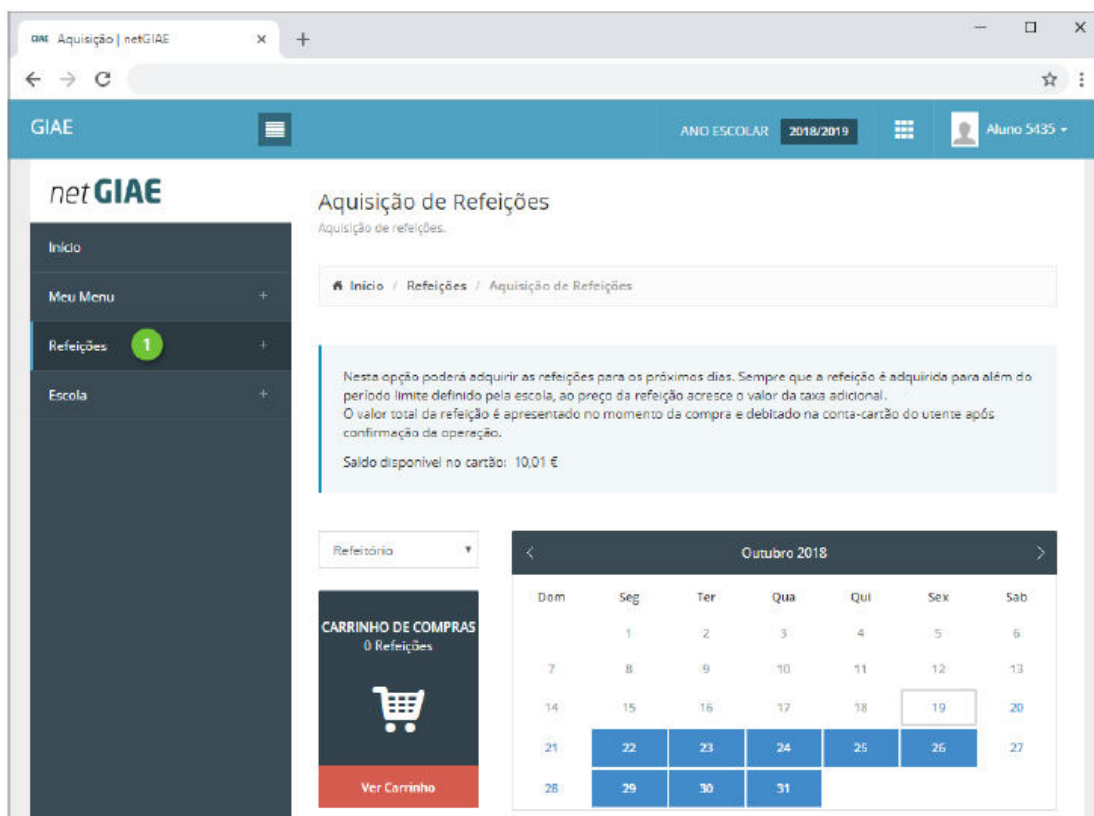 GIAE Aquisição | netGIAE
GIAE
ANO ESCOLAR 2018/2019 Aluno 5435
netGIAE
Início
Meu Menu +
Refeições 1 +
Escola +
Aquisição de Refeições
Aquisição de refeições.
Início / Refeições / Aquisição de Refeições
Nesta opção poderá adquirir as refeições para os próximos dias. Sempre que a refeição é adquirida para além do
período limite definido pela escola, ao preço da refeição acresce o valor da taxa adicional.
O valor total da refeição é apresentado no momento da compra e debitado na conta-cartão do utente após
confirmação da operação.
Saldo disponível no cartão: 10,01 €
Refeitório
CARRINHO DE COMPRAS
0 Refeições
Ver Carrinho
Outubro 2018
Dom Seg Ter Qua Qui Sex Sab
1 2 3 4 5 6
7 8 9 10 11 12 13
14 15 16 17 18 19 20
21 22 23 24 25 26 27
28 29 30 31